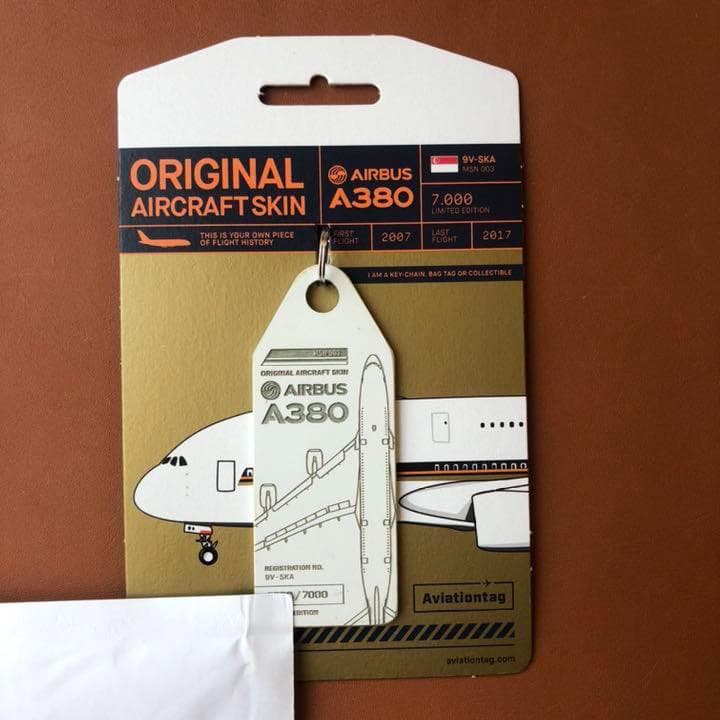 ORIGINAL
AIRCRAFT SKIN
THIS IS YOUR OWN PIECE
OF FLIGHT HISTORY
AIRBUS
A380
9V-SKA
MSN 003
7.000
LIMITED EDITION
FIRST
FLIGHT
2007
LAST
FLIGHT
2017
I AM A KEY-CHAIN, BAG TAG OR COLLECTIBLE
MSN 003
ORIGINAL AIRCRAFT SKIN
AIRBUS
A380
REGISTRATION NO.
9V-SKA
/7000
Aviationtag
aviationtag.com